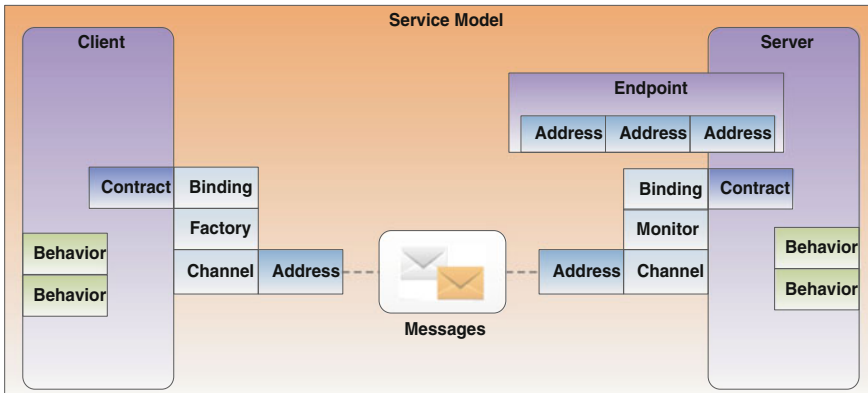 Service Model
Client
Server
Endpoint
Address Address Address
Contract Binding
Binding Contract
Factory
Monitor
Behavior
Behavior
Channel Address
Address Channel
Behavior
Behavior
Messages